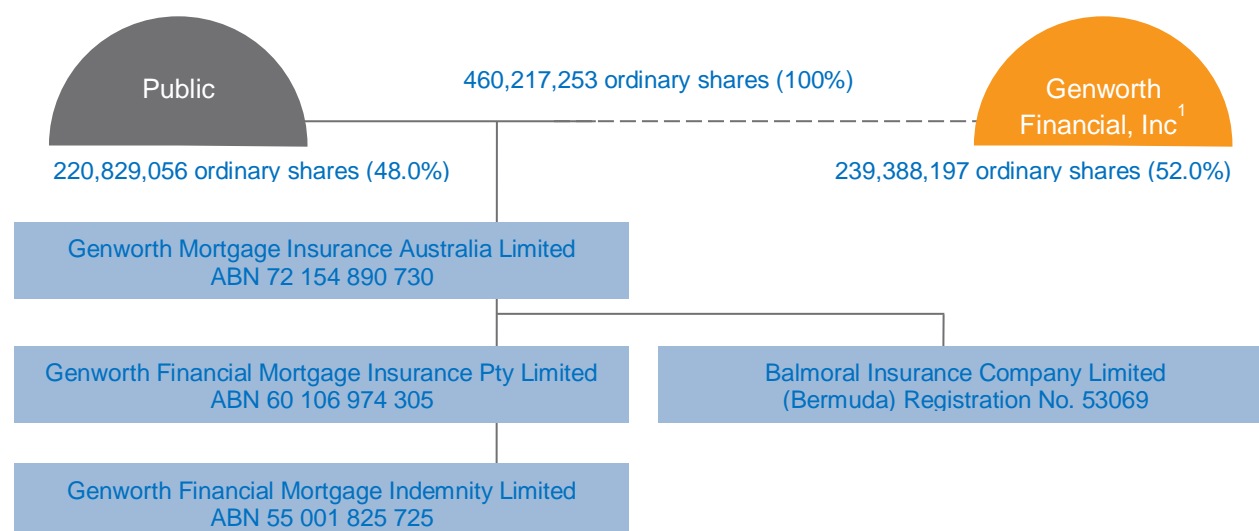 Public
460,217,253 ordinary shares (100%)
Genworth
Financial, Inc1
220,829,056 ordinary shares (48.0%)
239,388,197 ordinary shares (52.0%)
Genworth Mortgage Insurance Australia Limited
ABN 72 154 890 730
Genworth Financial Mortgage Insurance Pty Limited
ABN 60 106 974 305
Balmoral Insurance Company Limited
(Bermuda) Registration No. 53069
Genworth Financial Mortgage Indemnity Limited
ABN 55 001 825 725